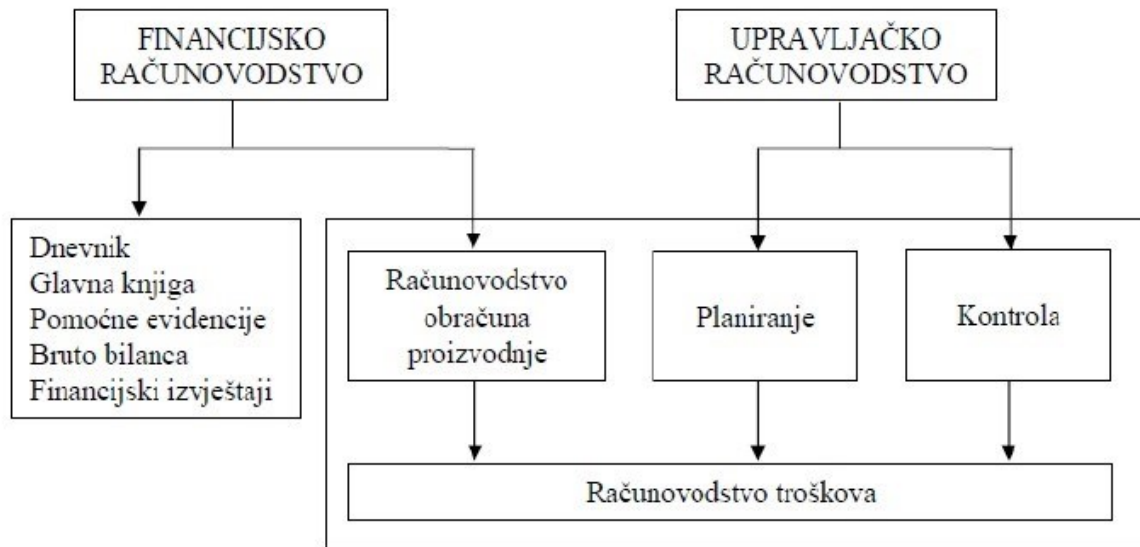 FINANCIJSKO
RAČUNOVODSTVO
UPRAVLJAČKO
RAČUNOVODSTVO
Dnevnik
Glavna knjiga
Pomoćne evidencije
Bruto bilanca
Financijski izvještaji
Računovodstvo
obračuna
proizvodnje
Planiranje
Kontrola
Računovodstvo troškova